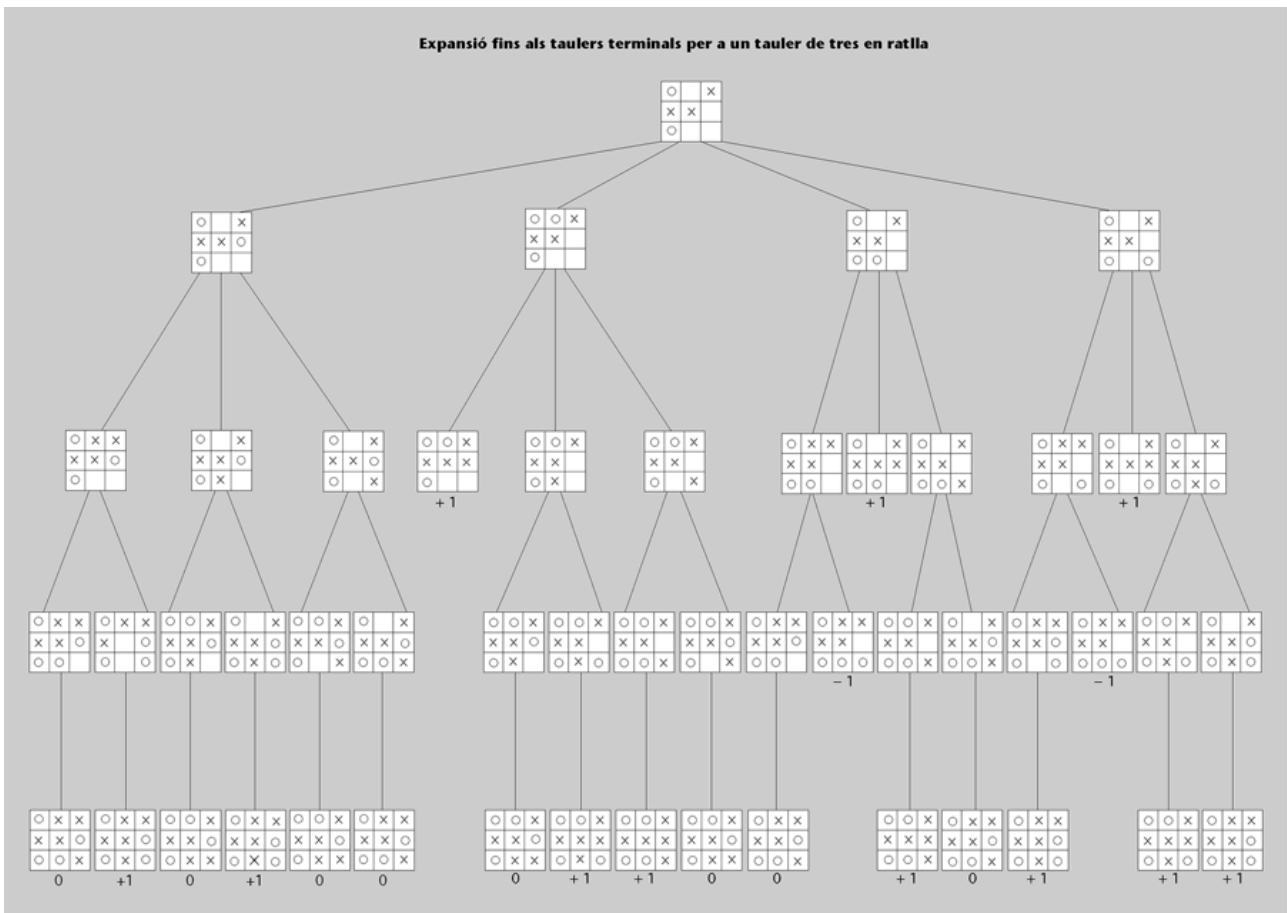 Expansió fins als taulers terminals per a un tauler de tres en ratlla
+ 1 + 1 + 1
– 1 – 1
0 +1 0 +1 0 0 0 + 1 + 1 0 0 + 1 0 + 1 + 1 + 1